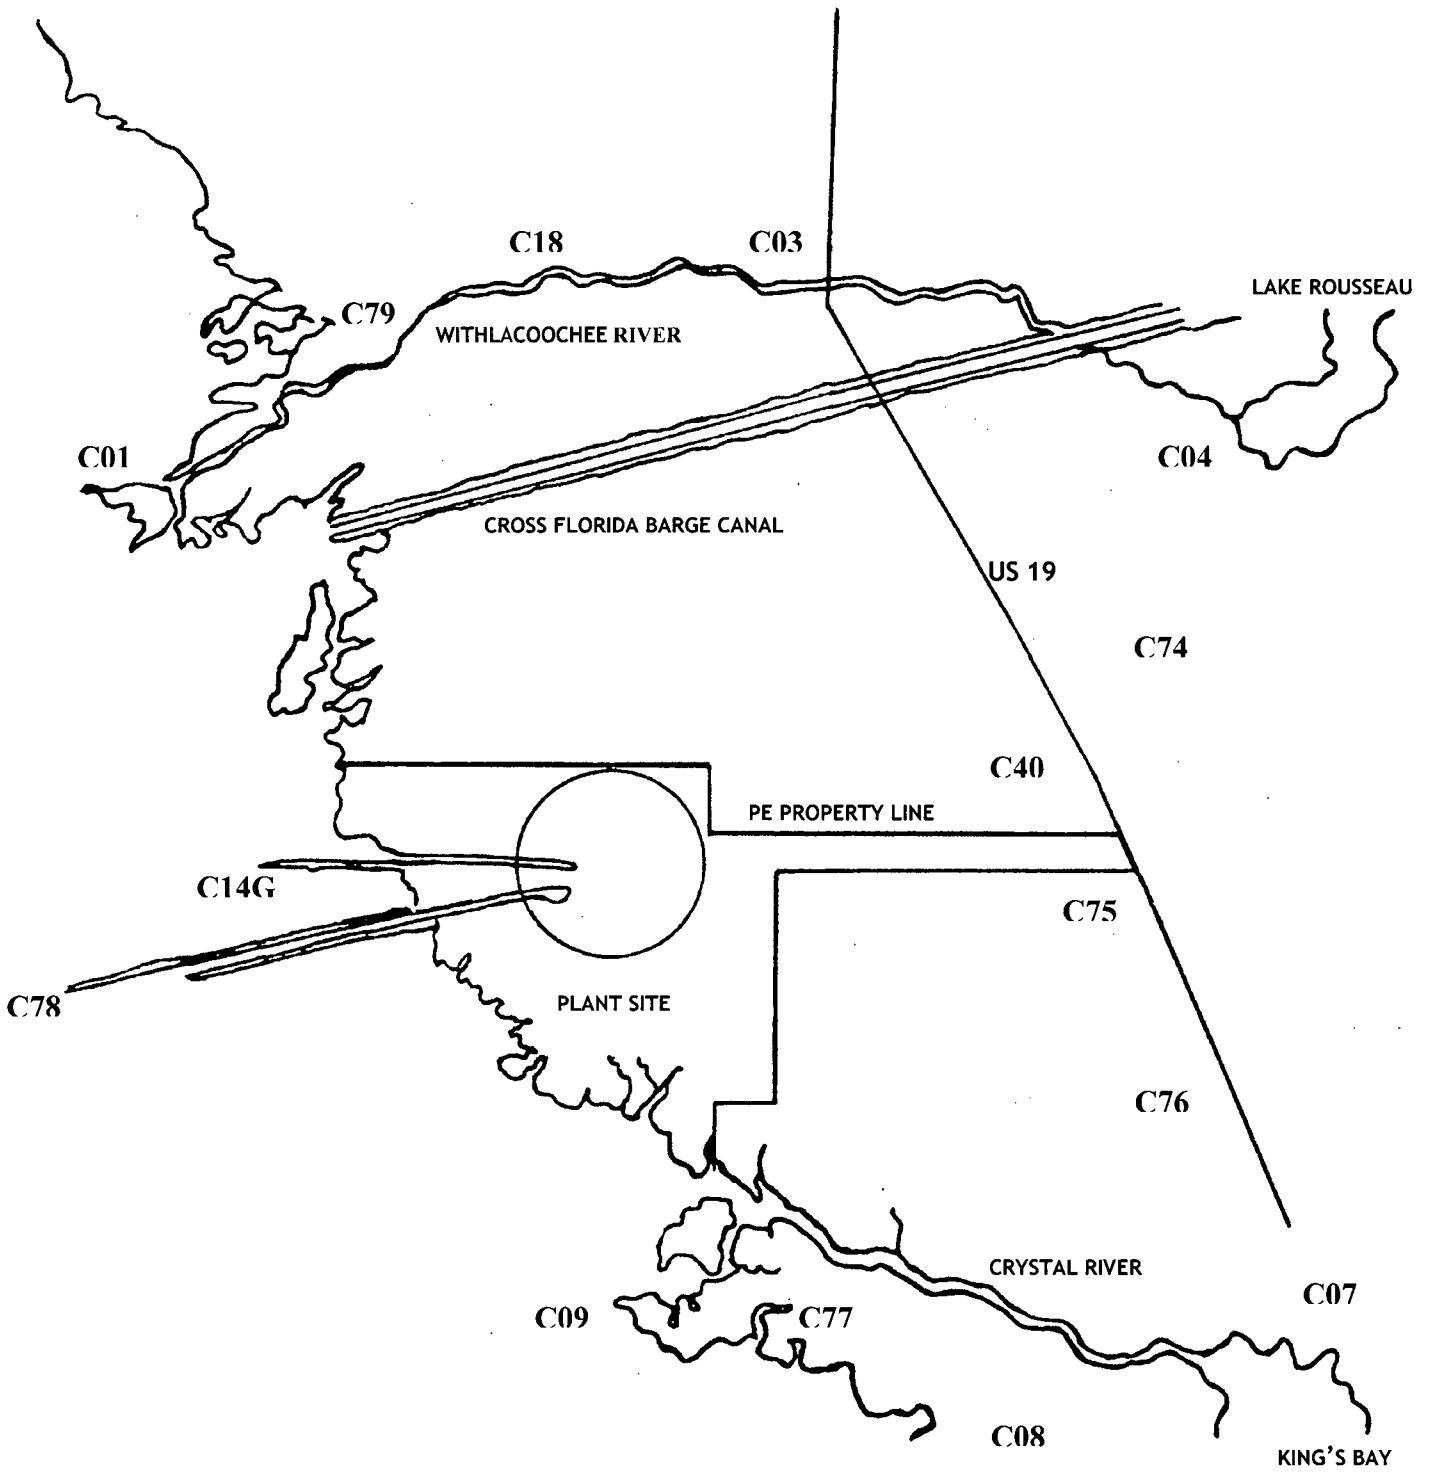 C18
C03
LAKE ROUSSEAU
C79
WITHLACOOCHEE RIVER
C01
C04
CROSS FLORIDA BARGE CANAL
US 19
C74
C40
PE PROPERTY LINE
C14G
C75
C78
PLANT SITE
C76
CRYSTAL RIVER
C07
C09
C77
C08
KING'S BAY